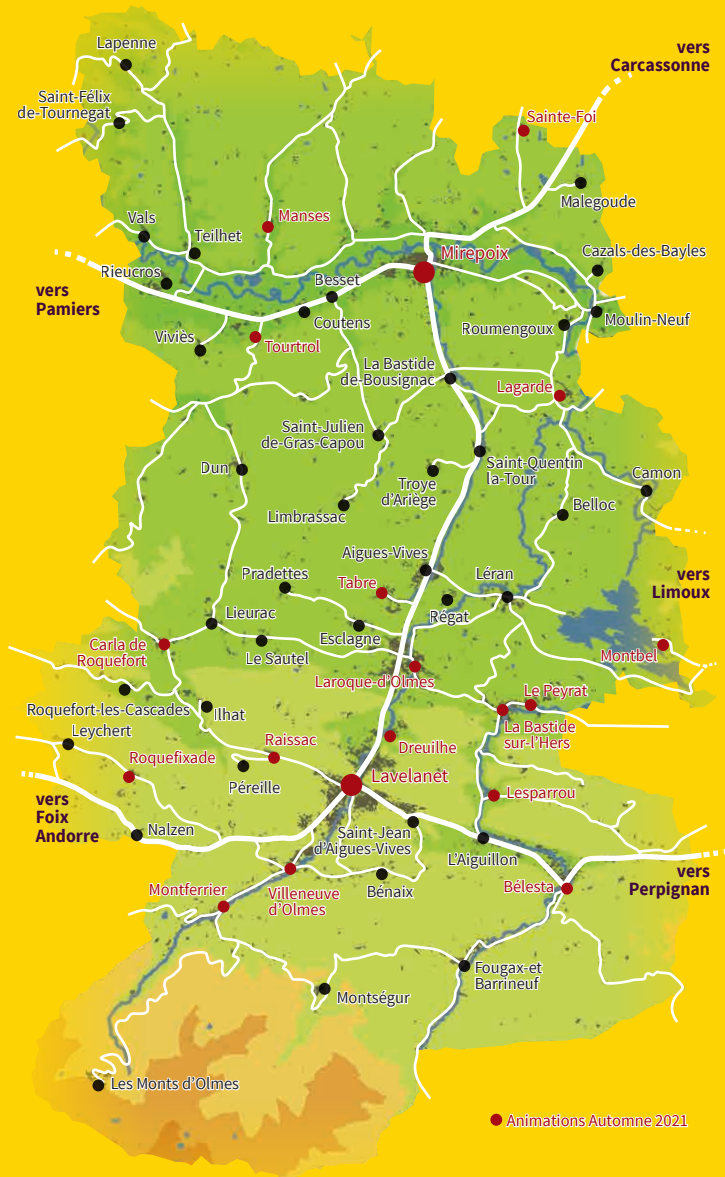 Lapenne
vers
Carcassonne
Saint-Félix
de-Tournegat
Sainte-Foi
Malegoude
Vals
Manses
Teilhet
Mirepoix
Cazals-des-Bayles
Rieucros
Besset
vers
Pamiers
Coutens
Moulin-Neuf
Roumengoux
Viviès
Tourtrol
La Bastide
de-Bousignac
Lagarde
Saint-Julien
de-Gras-Capou
Dun
Saint-Quentin
la-Tour
Troye
d'Ariège
Camon
Limbrassac
Belloc
Aigues-Vives
Pradettes
Tabre
Léran
vers
Limoux
Régat
Lieurac
Esclagne
Carla de
Roquefort
Le Sautel
Montbel
Laroque-d'Olmes
Le Peyrat
Roquefort-les-Cascades
Ilhat
La Bastide
sur-l'Hers
Leychert
Raissac
Dreuilhe
Roquefixade
Lavelanet
Péreille
Lesparrou
vers
Foix
Andorre
Nalzen
Saint-Jean
d'Aigues-Vives
L'Aiguillon
vers
Perpignan
Montferrier
Villeneuve
d'Olmes
Bénaix
Bélesta
Fougax-et
Barrineuf
Montségur
Les Monts d'Olmes
Animations Automne 2021